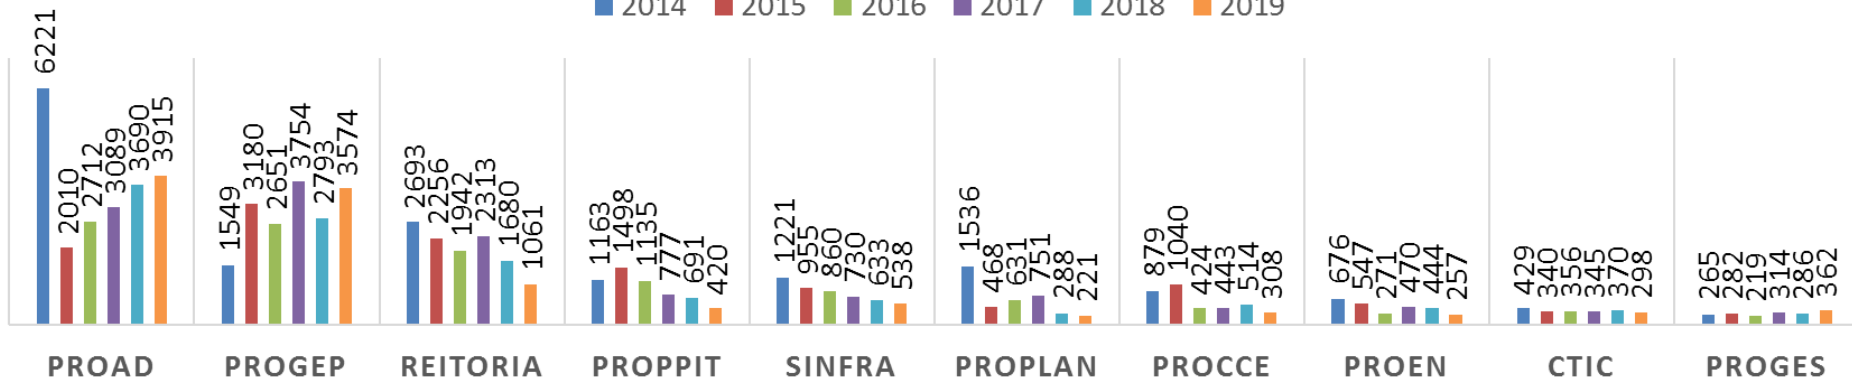 2014 2015 2016 2017 2018 2019
6221 2010 2712 3089 3690 3915
1549 3180 2651 3754 2793 3574
2693 2256 1942 2313 1680 1061
1163 1498 1135 777 691 420
1221 955 860 730 633 538
1536 468 631 751 288 221
879 1040 424 443 514 308
676 547 271 470 444 257
429 340 356 345 370 298
265 282 219 314 286 362
PROAD PROGEP REITORIA PROPPIT SINFRA PROPLAN PROCCE PROEN CTIC PROGES